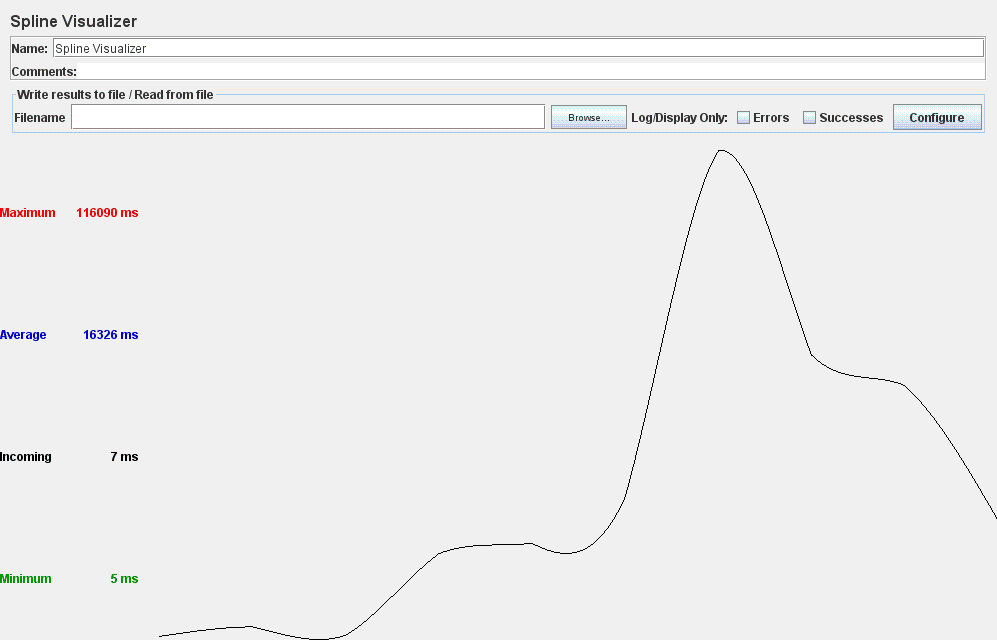 Spline Visualizer
Name: Spline Visualizer
Comments:
Write results to file / Read from file
Filename Browse... Log/Display Only: Errors Successes Configure
Maximum 116090 ms
Average 16326 ms
Incoming 7 ms
Minimum 5 ms